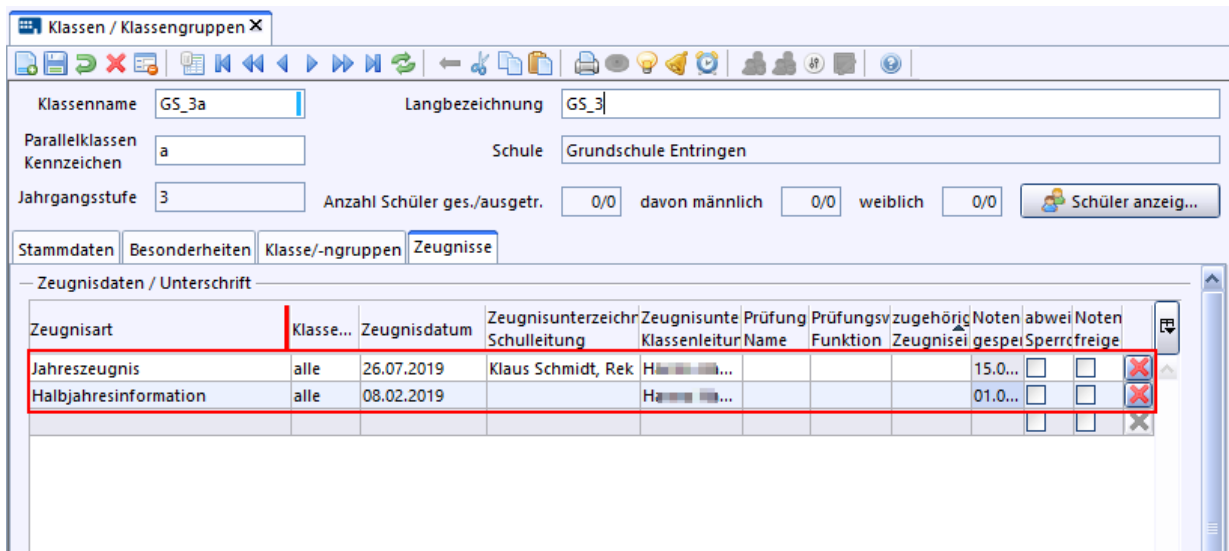 Klassen / Klassengruppen
Klassenname GS_3a Langbezeichnung GS_3
Parallelklassen Kennzeichen a Schule Grundschule Entringen
Jahrgangsstufe 3 Anzahl Schüler ges./ausgetr. 0/0 davon männlich 0/0 weiblich 0/0 Schüler anzeig...
Stammdaten Besonderheiten Klasse/-ngruppen Zeugnisse
Zeugnisdaten / Unterschrift
Zeugnisart Klasse... Zeugnisdatum Zeugnisunterzeichn Schulleitung Zeugnisunte Klassenleitun Prüfung Name Prüfungsv Funktion zugehörig Zeugnisei Noten gesper abwei Sperrd Noten freige
Jahreszeugnis alle 26.07.2019 Klaus Schmidt, Rek 15.0...
Halbjahresinformation alle 08.02.2019 01.0...